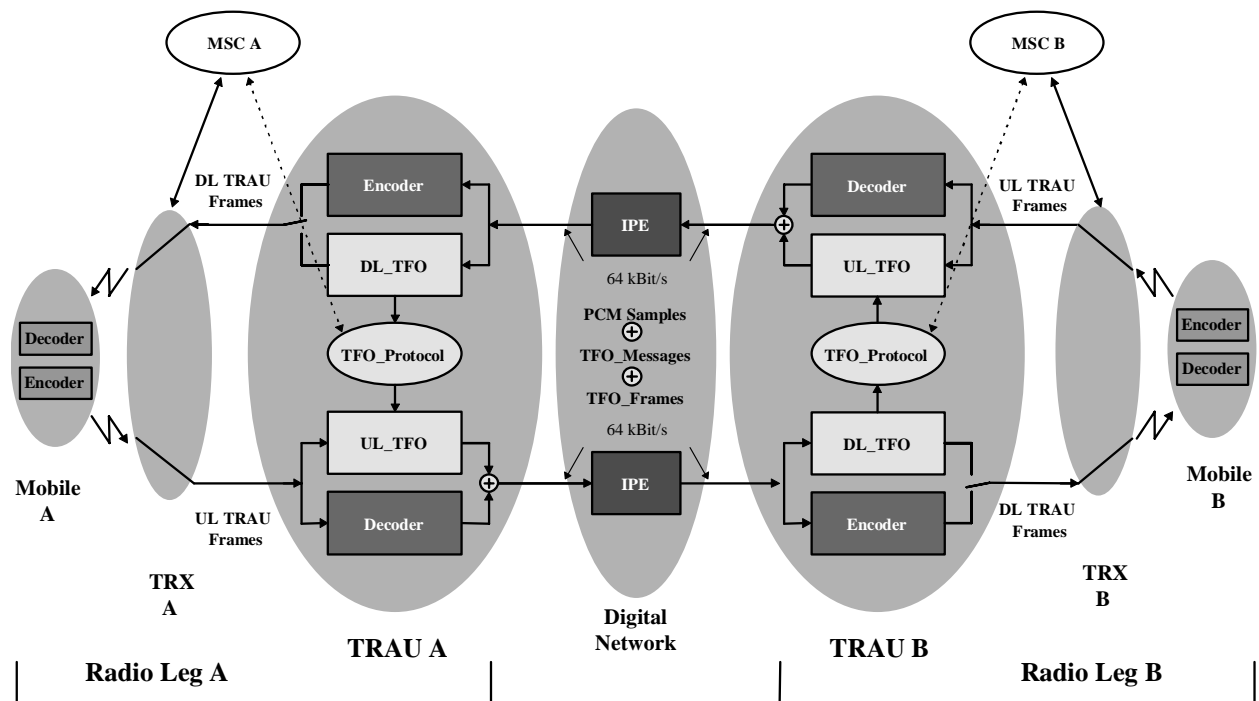 MSC A
MSC B
DL TRAU
Frames
Encoder
DL_TFO
TFO_Protocol
UL_TFO
Decoder
UL TRAU
Frames
Decoder
Encoder
Mobile
A
TRX
A
TRAU A
IPE
64 kBit/s
PCM Samples
TFO_Messages
TFO_Frames
64 kBit/s
IPE
Digital
Network
Decoder
UL_TFO
TFO_Protocol
DL_TFO
Encoder
TRAU B
UL TRAU
Frames
DL TRAU
Frames
TRX
B
Encoder
Decoder
Mobile
B
Radio Leg A
Radio Leg B